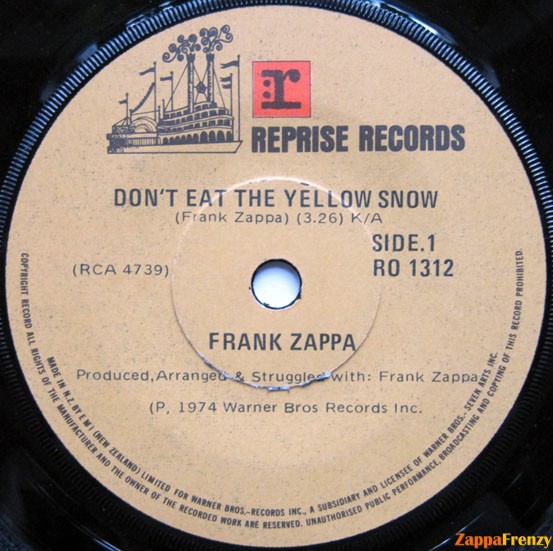 r
REPRISE RECORDS
DON'T EAT THE YELLOW SNOW
(Frank Zappa) (3.26) K/A
SIDE.1
(RCA 4739)
RO 1312
FRANK ZAPPA
Produced, Arranged & Struggled with: Frank Zappa
(P, 1974 Warner Bros Records Inc.
COPYRIGHT RECORD ALL RIGHTS OF THE MANUFACTURER AND THE OWNER OF THE RECORDED WORK ARE RESERVED. UNAUTHORISED PUBLIC PERFORMANCE, BROADCASTING AND COPYING OF THIS RECORD PROHIBITED.
MADE IN N.Z. BY E M I (NEW ZEALAND) LIMITED FOR WARNER BROS.-RECORDS INC., A SUBSIDIARY AND LICENSEE OF WARNER BROS.- SEVEN ARTS INC.
ZappaFrenzy